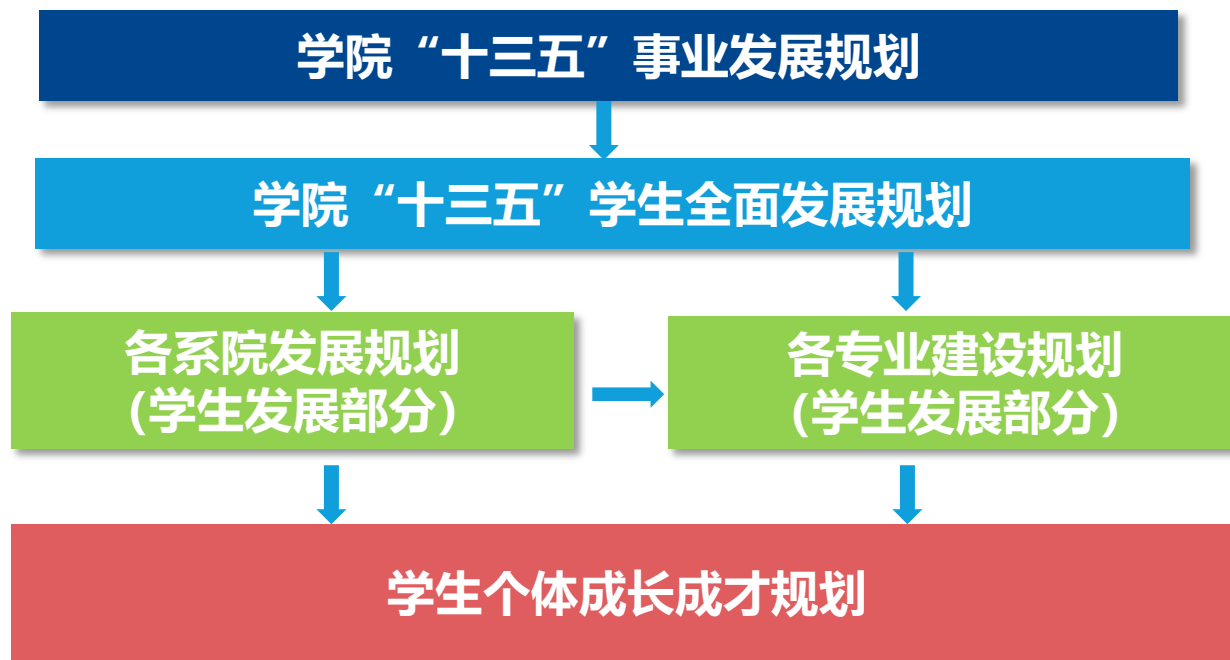 学院“十三五”事业发展规划
学院“十三五”学生全面发展规划
各系院发展规划
（学生发展部分）
各专业建设规划
（学生发展部分）
学生个体成长成才规划